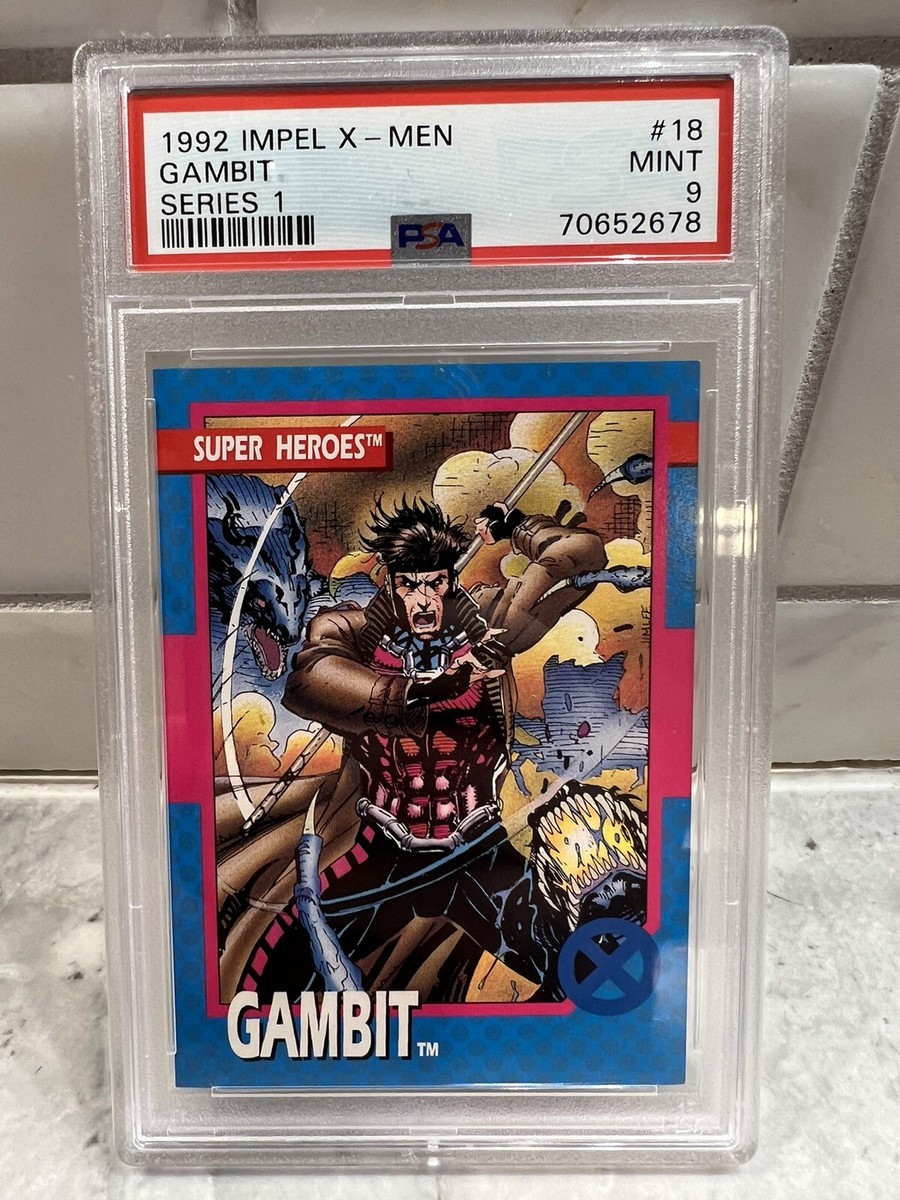 1992 IMPEL X-MEN #18
GAMBIT MINT
SERIES 1 9
PSA 70652678
SUPER HEROES™
GAMBIT™